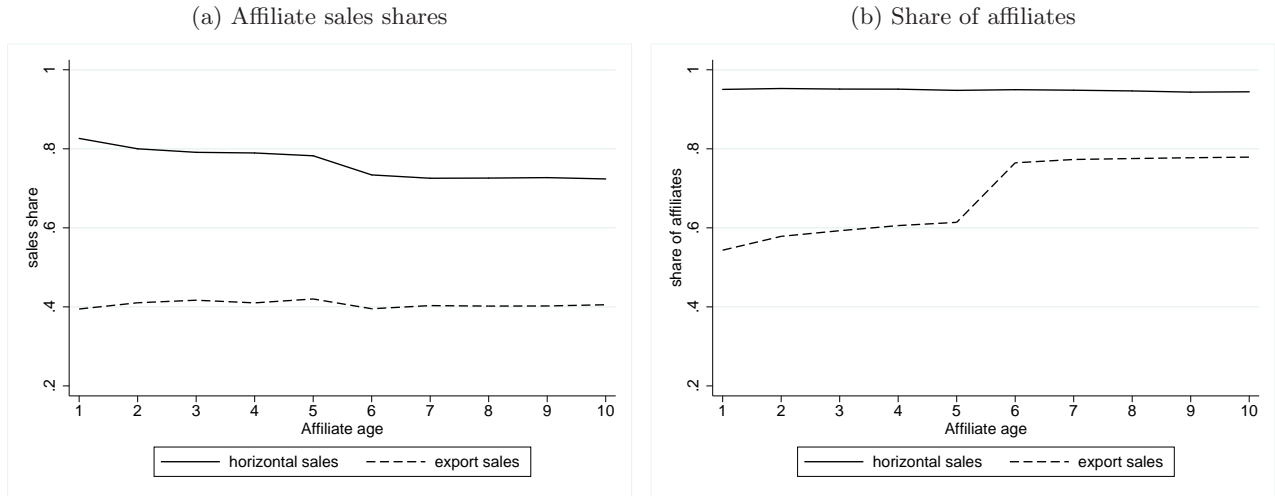 (a) Affiliate sales shares
sales share
1
.8
.6
.4
.2
1 2 3 4 5 6 7 8 9 10
Affiliate age
horizontal sales export sales
(b) Share of affiliates
share of affiliates
1
.8
.6
.4
.2
1 2 3 4 5 6 7 8 9 10
Affiliate age
horizontal sales export sales